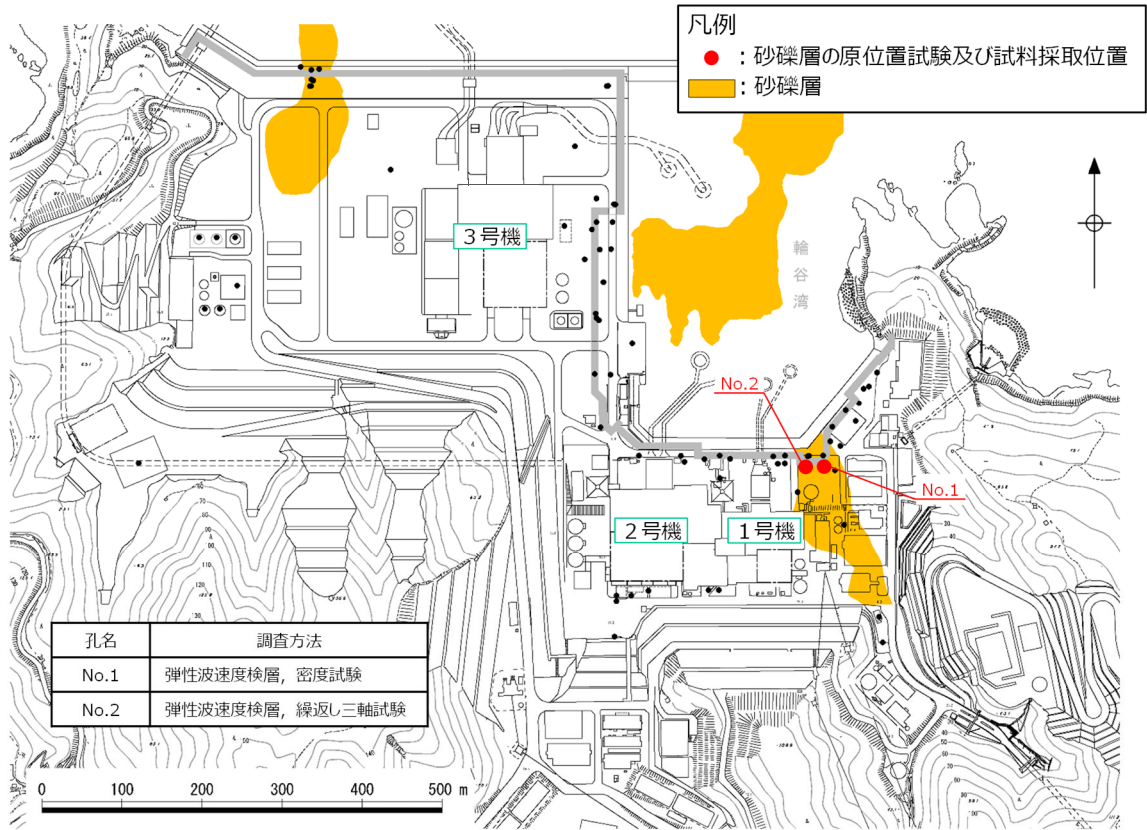 凡例
：砂礫層の原位置試験及び試料採取位置
：砂礫層
３号機
輪谷湾
No.2
No.1
２号機
１号機
孔名 調査方法
No.1 弾性波速度検層，密度試験
No.2 弾性波速度検層，繰返し三軸試験
0 100 200 300 400 500 m